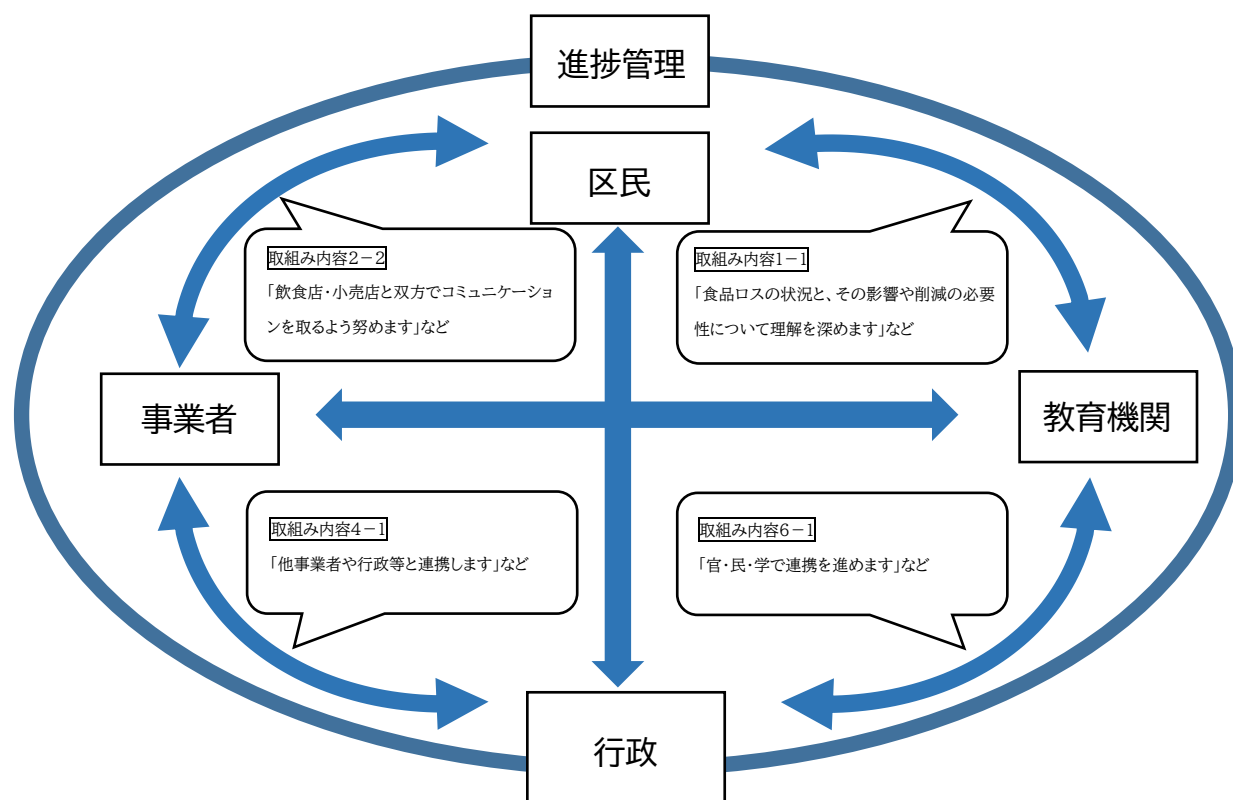 進捗管理
区民
取組み内容2-2
「飲食店・小売店と双方でコミュニケーショ
ンを取るよう努めます」など
取組み内容1-1
「食品ロスの状況と、その影響や削減の必要
性について理解を深めます」など
事業者
教育機関
取組み内容4-1
「他事業者や行政等と連携します」など
取組み内容6-1
「官・民・学で連携を進めます」など
行政